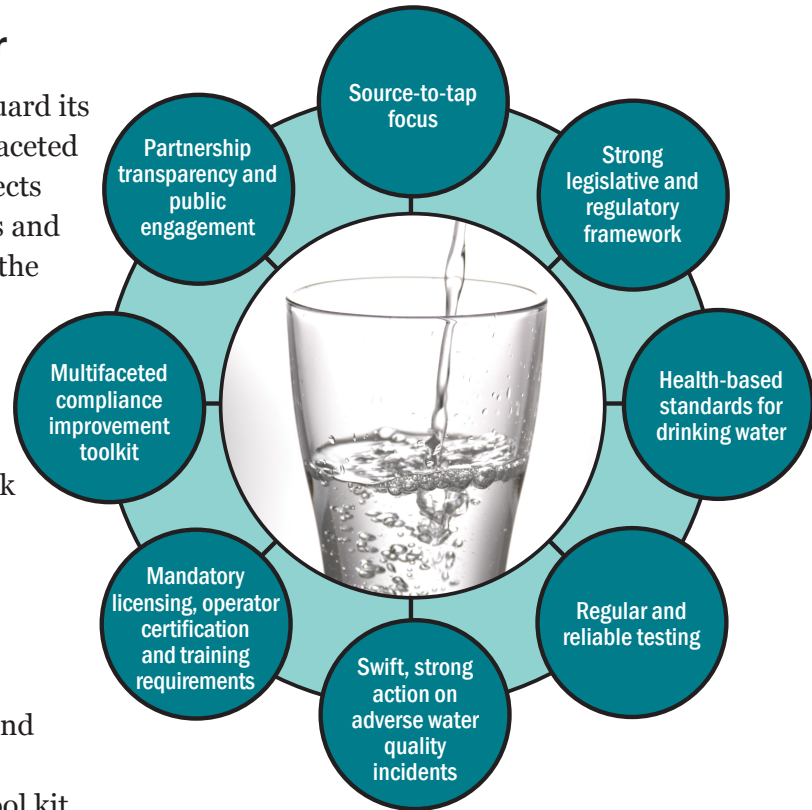 r
uard its
aceted
ects
s and
the
k
nd
ool kit
Source-to-tap
focus
Strong
legislative and
regulatory
framework
Health-based
standards for
drinking water
Regular and
reliable testing
Swift, strong
action on
adverse water
quality
incidents
Mandatory
licensing, operator
certification
and training
requirements
Multifaceted
compliance
improvement
toolkit
Partnership
transparency and
public
engagement